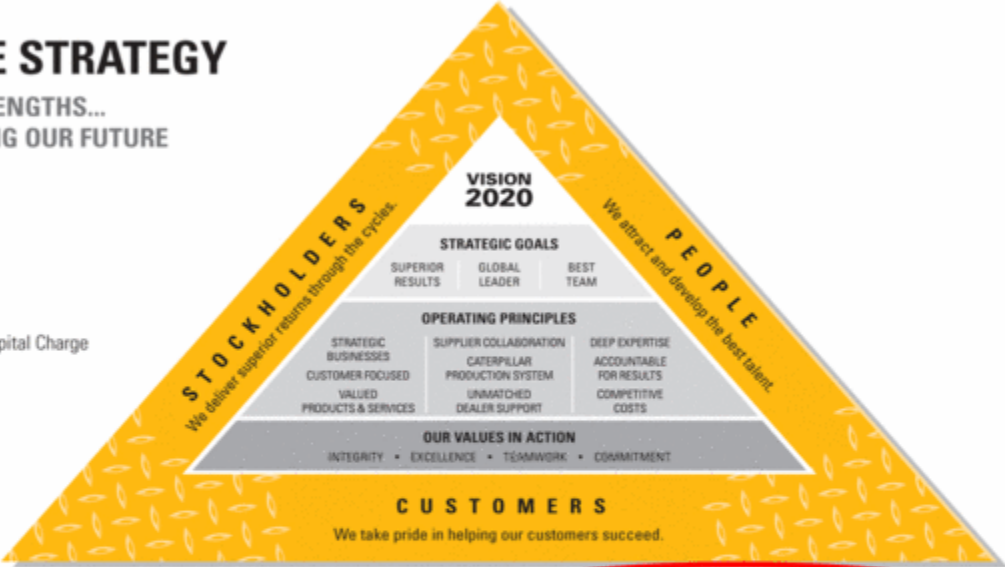 E STRATEGY
ENGTHS...
G OUR FUTURE
pital Charge
VISION
2020
STRATEGIC GOALS
SUPERIOR RESULTS
GLOBAL LEADER
BEST TEAM
OPERATING PRINCIPLES
STRATEGIC BUSINESSES
CUSTOMER FOCUSED
VALUED PRODUCTS & SERVICES
SUPPLIER COLLABORATION
CATERPILLAR PRODUCTION SYSTEM
UNMATCHED DEALER SUPPORT
DEEP EXPERTISE
ACCOUNTABLE FOR RESULTS
COMPETITIVE COSTS
OUR VALUES IN ACTION
INTEGRITY • EXCELLENCE • TEAMWORK • COMMITMENT
STOCKHOLDERS
We deliver superior returns through the cycles.
PEOPLE
We attract and develop the best talent.
CUSTOMERS
We take pride in helping our customers succeed.